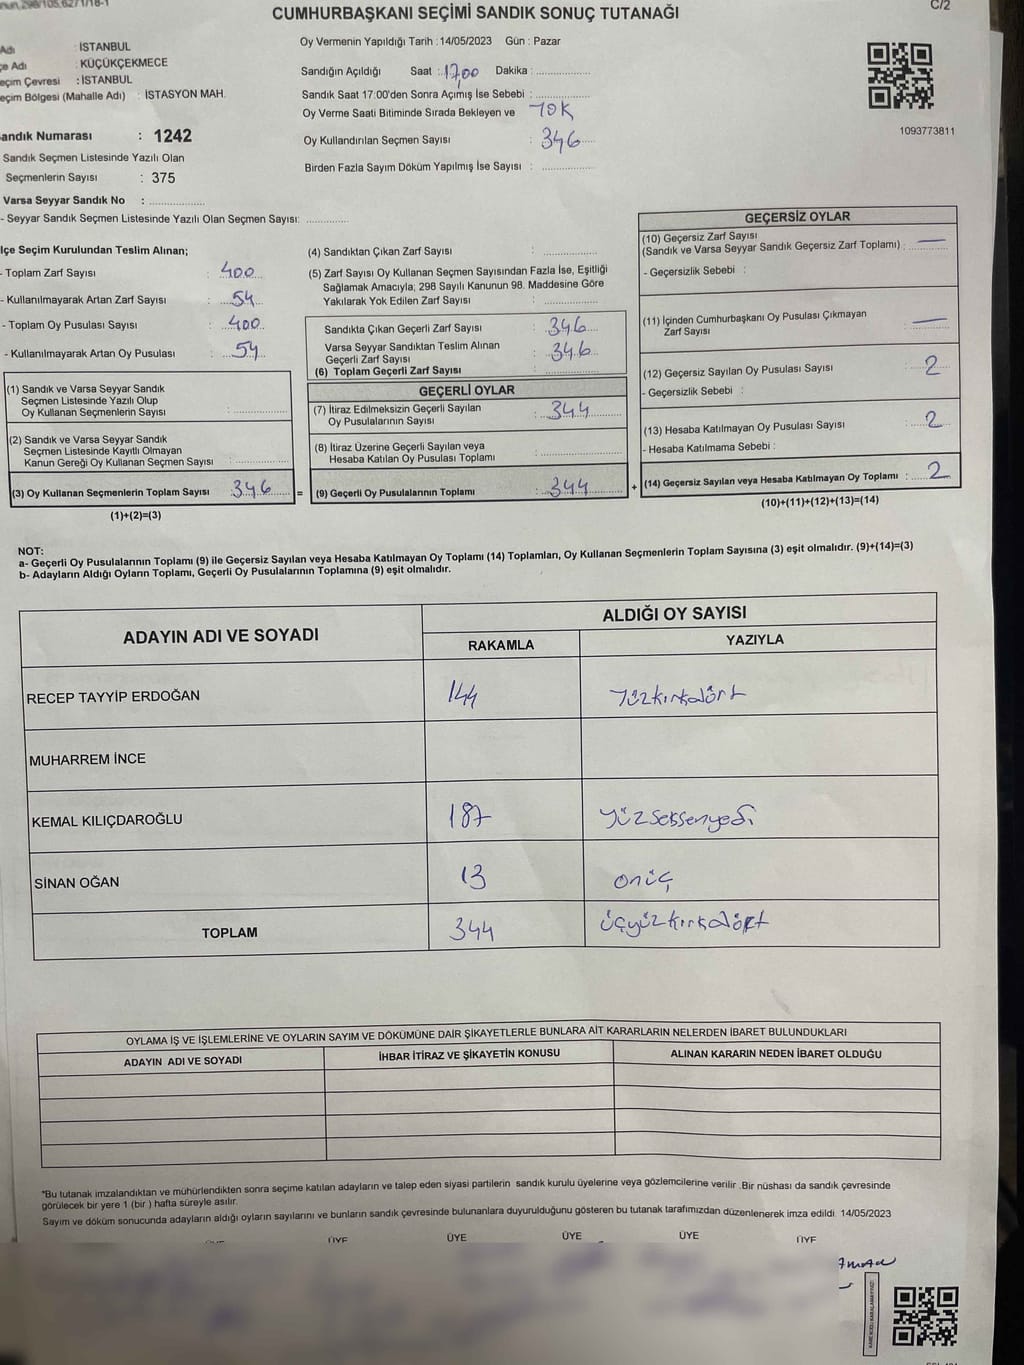 CUMHURBAŞKANI SEÇİMİ SANDIK SONUÇ TUTANAĞI
C/2
Adı : İSTANBUL
çe Adı : KÜÇÜKÇEKMECE
eçim Çevresi : İSTANBUL
eçim Bölgesi (Mahalle Adı) : İSTASYON MAH.
andık Numarası : 1242
Sandık Seçmen Listesinde Yazılı Olan
Seçmenlerin Sayısı : 375
Varsa Seyyar Sandık No :
- Seyyar Sandık Seçmen Listesinde Yazılı Olan Seçmen Sayısı:
Oy Vermenin Yapıldığı Tarih :14/05/2023 Gün : Pazar
Sandığın Açıldığı Saat : 17,00 Dakika :
Sandık Saat 17:00'den Sonra Açımış İse Sebebi :
Oy Verme Saati Bitiminde Sırada Bekleyen ve YOK
Oy Kullandırılan Seçmen Sayısı : 346
Birden Fazla Sayım Döküm Yapılmış İse Sayısı :
1093773811
lçe Seçim Kurulundan Teslim Alınan;
- Toplam Zarf Sayısı : 400
- Kullanılmayarak Artan Zarf Sayısı : 54
- Toplam Oy Pusulası Sayısı : 400
- Kullanılmayarak Artan Oy Pusulası : 54
(1) Sandık ve Varsa Seyyar Sandık
Seçmen Listesinde Yazılı Olup
Oy Kullanan Seçmenlerin Sayısı :
(2) Sandık ve Varsa Seyyar Sandık
Seçmen Listesinde Kayıtlı Olmayan
Kanun Gereği Oy Kullanan Seçmen Sayısı :
(3) Oy Kullanan Seçmenlerin Toplam Sayısı 346
(1)+(2)=(3)
(4) Sandıktan Çıkan Zarf Sayısı :
(5) Zarf Sayısı Oy Kullanan Seçmen Sayısından Fazla İse, Eşitliği
Sağlamak Amacıyla; 298 Sayılı Kanunun 98. Maddesine Göre
Yakılarak Yok Edilen Zarf Sayısı :
Sandıkta Çıkan Geçerli Zarf Sayısı : 346
Varsa Seyyar Sandıktan Teslim Alınan
Geçerli Zarf Sayısı : 346
(6) Toplam Geçerli Zarf Sayısı :
GEÇERLİ OYLAR
(7) İtiraz Edilmeksizin Geçerli Sayılan
Oy Pusulalarının Sayısı : 344
(8) İtiraz Üzerine Geçerli Sayılan veya
Hesaba Katılan Oy Pusulası Toplamı :
= (9) Geçerli Oy Pusulalarının Toplamı : 344
GEÇERSİZ OYLAR
(10) Geçersiz Zarf Sayısı
(Sandık ve Varsa Seyyar Sandık Geçersiz Zarf Toplamı) : —
- Geçersizlik Sebebi :
(11) İçinden Cumhurbaşkanı Oy Pusulası Çıkmayan
Zarf Sayısı : —
(12) Geçersiz Sayılan Oy Pusulası Sayısı : 2
- Geçersizlik Sebebi :
(13) Hesaba Katılmayan Oy Pusulası Sayısı : 2
- Hesaba Katılmama Sebebi :
+ (14) Geçersiz Sayılan veya Hesaba Katılmayan Oy Toplamı : 2
(10)+(11)+(12)+(13)=(14)
NOT:
a- Geçerli Oy Pusulalarının Toplamı (9) ile Geçersiz Sayılan veya Hesaba Katılmayan Oy Toplamı (14) Toplamları, Oy Kullanan Seçmenlerin Toplam Sayısına (3) eşit olmalıdır. (9)+(14)=(3)
b- Adayların Aldığı Oyların Toplamı, Geçerli Oy Pusulalarının Toplamına (9) eşit olmalıdır.
ADAYIN ADI VE SOYADI
ALDIĞI OY SAYISI
RAKAMLA YAZIYLA
RECEP TAYYİP ERDOĞAN 144 Yüzkırkdört
MUHARREM İNCE
KEMAL KILIÇDAROĞLU 187 Yüzseksenyedi
SİNAN OĞAN 13 onüç
TOPLAM 344 üçyüzkırkdört
OYLAMA İŞ VE İŞLEMLERİNE VE OYLARIN SAYIM VE DÖKÜMÜNE DAİR ŞİKAYETLERLE BUNLARA AİT KARARLARIN NELERDEN İBARET BULUNDUKLARI
ADAYIN ADI VE SOYADI İHBAR İTİRAZ VE ŞİKAYETİN KONUSU ALINAN KARARIN NEDEN İBARET OLDUĞU
*Bu tutanak imzalandıktan ve mühürlendikten sonra seçime katılan adayların ve talep eden siyasi partilerin sandık kurulu üyelerine veya gözlemcilerine verilir .Bir nüshası da sandık çevresinde
görülecek bir yere 1 (bir ) hafta süreyle asılır.
Sayım ve döküm sonucunda adayların aldığı oyların sayılarını ve bunların sandık çevresinde bulunanlara duyurulduğunu gösteren bu tutanak tarafımızdan düzenlenerek imza edildi. 14/05/2023
ÜYE ÜYE ÜYE ÜYE ÜYE